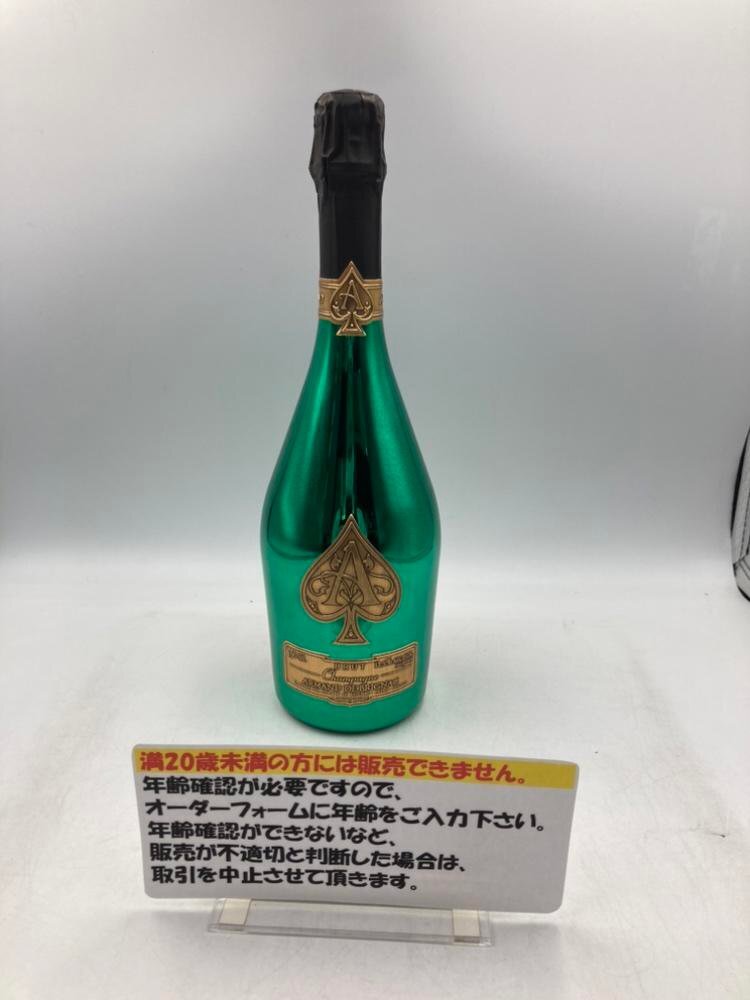 A
A
BRUT
Champagne
ARMAND DE BRIGNAC
満20歳未満の方には販売できません。
年齢確認が必要ですので、
オーダーフォームに年齢をご入力下さい。
年齢確認ができないなど、
販売が不適切と判断した場合は、
取引を中止させて頂きます。